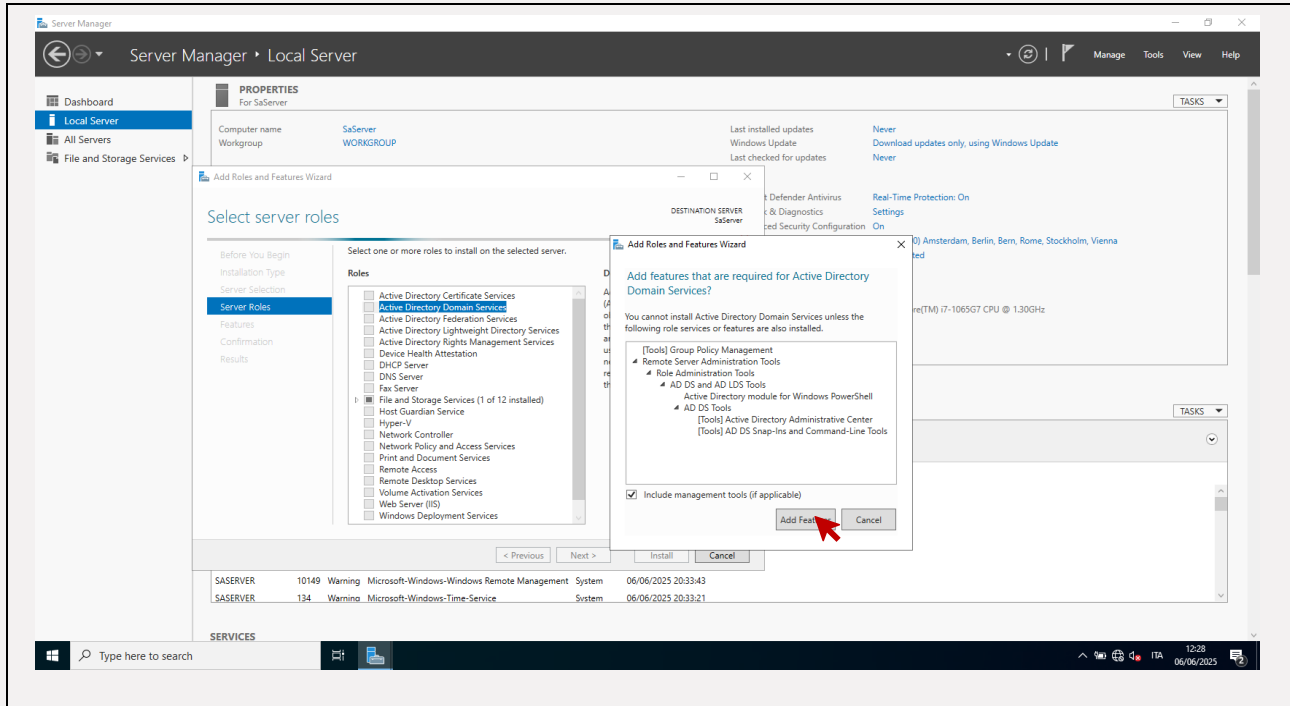 Server Manager
Server Manager • Local Server
Manage Tools View Help
Dashboard
Local Server
All Servers
File and Storage Services
PROPERTIES
For SaServer
TASKS
Computer name SaServer
Workgroup WORKGROUP
Last installed updates Never
Windows Update Download updates only, using Windows Update
Last checked for updates Never
t Defender Antivirus Real-Time Protection: On
& Diagnostics Settings
ced Security Configuration On
0) Amsterdam, Berlin, Bern, Rome, Stockholm, Vienna
ted
re(TM) i7-1065G7 CPU @ 1.30GHz
TASKS
Add Roles and Features Wizard
Select server roles
DESTINATION SERVER
SaServer
Before You Begin
Installation Type
Server Selection
Server Roles
Features
Confirmation
Results
Select one or more roles to install on the selected server.
Roles
Active Directory Certificate Services
Active Directory Domain Services
Active Directory Federation Services
Active Directory Lightweight Directory Services
Active Directory Rights Management Services
Device Health Attestation
DHCP Server
DNS Server
Fax Server
File and Storage Services (1 of 12 installed)
Host Guardian Service
Hyper-V
Network Controller
Network Policy and Access Services
Print and Document Services
Remote Access
Remote Desktop Services
Volume Activation Services
Web Server (IIS)
Windows Deployment Services
< Previous Next > Install Cancel
Add Roles and Features Wizard
Add features that are required for Active Directory
Domain Services?
You cannot install Active Directory Domain Services unless the
following role services or features are also installed.
[Tools] Group Policy Management
Remote Server Administration Tools
Role Administration Tools
AD DS and AD LDS Tools
Active Directory module for Windows PowerShell
AD DS Tools
[Tools] Active Directory Administrative Center
[Tools] AD DS Snap-Ins and Command-Line Tools
Include management tools (if applicable)
Add Cancel
SASERVER 10149 Warning Microsoft-Windows-Windows Remote Management System 06/06/2025 20:33:43
SASERVER 134 Warning Microsoft-Windows-Time-Service System 06/06/2025 20:33:21
SERVICES
Type here to search
ITA
12:28
06/06/2025
2